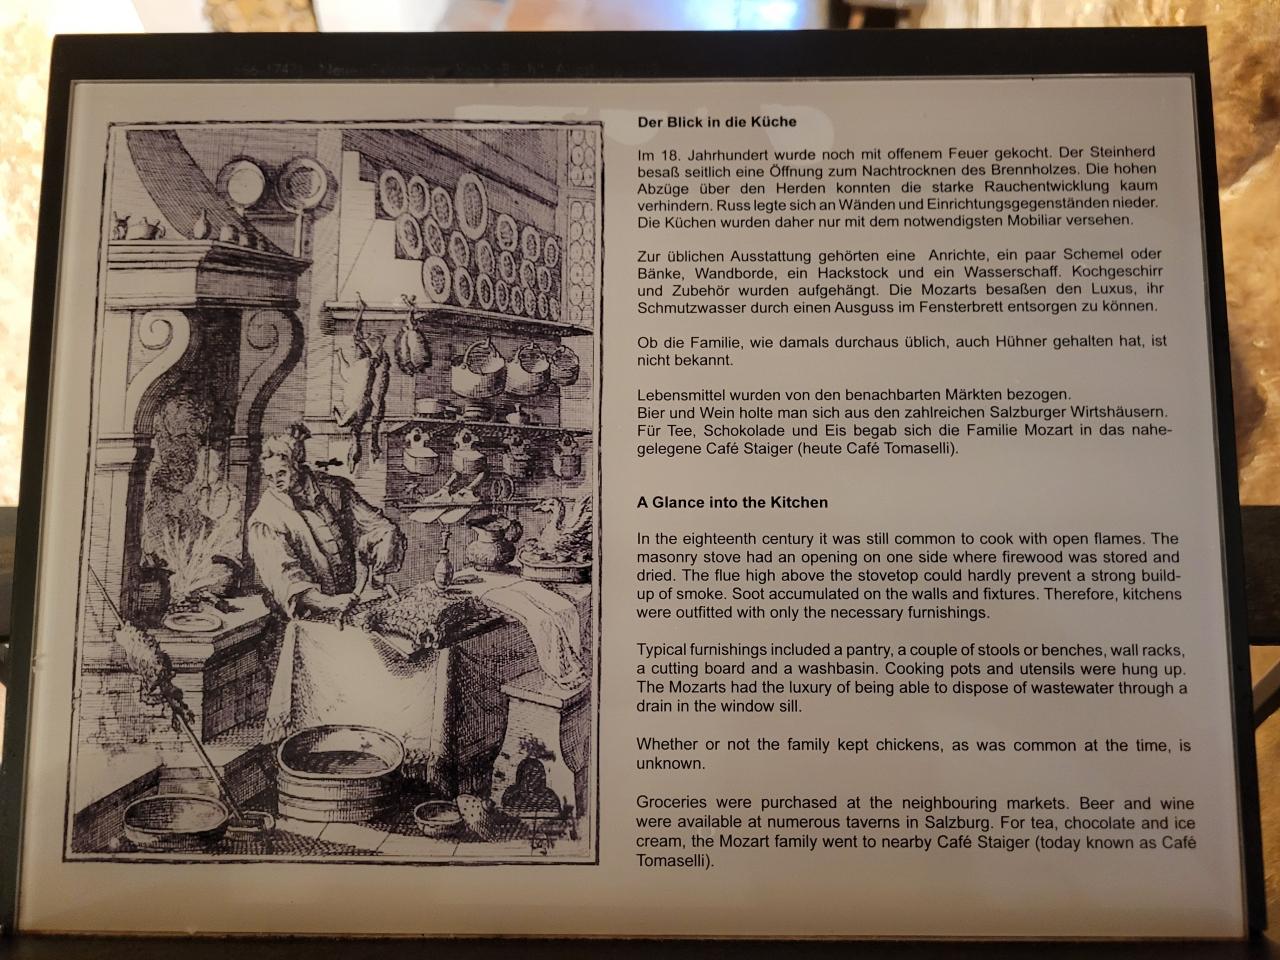 Der Blick in die Küche
Im 18. Jahrhundert wurde noch mit offenem Feuer gekocht. Der Steinherd
besaß seitlich eine Öffnung zum Nachtrocknen des Brennholzes. Die hohen
Abzüge über den Herden konnten die starke Rauchentwicklung kaum
verhindern. Russ legte sich an Wänden und Einrichtungsgegenständen nieder.
Die Küchen wurden daher nur mit dem notwendigsten Mobiliar versehen.
Zur üblichen Ausstattung gehörten eine Anrichte, ein paar Schemel oder
Bänke, Wandborde, ein Hackstock und ein Wasserschaff. Kochgeschirr
und Zubehör wurden aufgehängt. Die Mozarts besaßen den Luxus, ihr
Schmutzwasser durch einen Ausguss im Fensterbrett entsorgen zu können.
Ob die Familie, wie damals durchaus üblich, auch Hühner gehalten hat, ist
nicht bekannt.
Lebensmittel wurden von den benachbarten Märkten bezogen.
Bier und Wein holte man sich aus den zahlreichen Salzburger Wirtshäusern.
Für Tee, Schokolade und Eis begab sich die Familie Mozart in das nahe-
gelegene Café Staiger (heute Café Tomaselli).
A Glance into the Kitchen
In the eighteenth century it was still common to cook with open flames. The
masonry stove had an opening on one side where firewood was stored and
dried. The flue high above the stovetop could hardly prevent a strong build-
up of smoke. Soot accumulated on the walls and fixtures. Therefore, kitchens
were outfitted with only the necessary furnishings.
Typical furnishings included a pantry, a couple of stools or benches, wall racks,
a cutting board and a washbasin. Cooking pots and utensils were hung up.
The Mozarts had the luxury of being able to dispose of wastewater through a
drain in the window sill.
Whether or not the family kept chickens, as was common at the time, is
unknown.
Groceries were purchased at the neighbouring markets. Beer and wine
were available at numerous taverns in Salzburg. For tea, chocolate and ice
cream, the Mozart family went to nearby Café Staiger (today known as Café
Tomaselli).